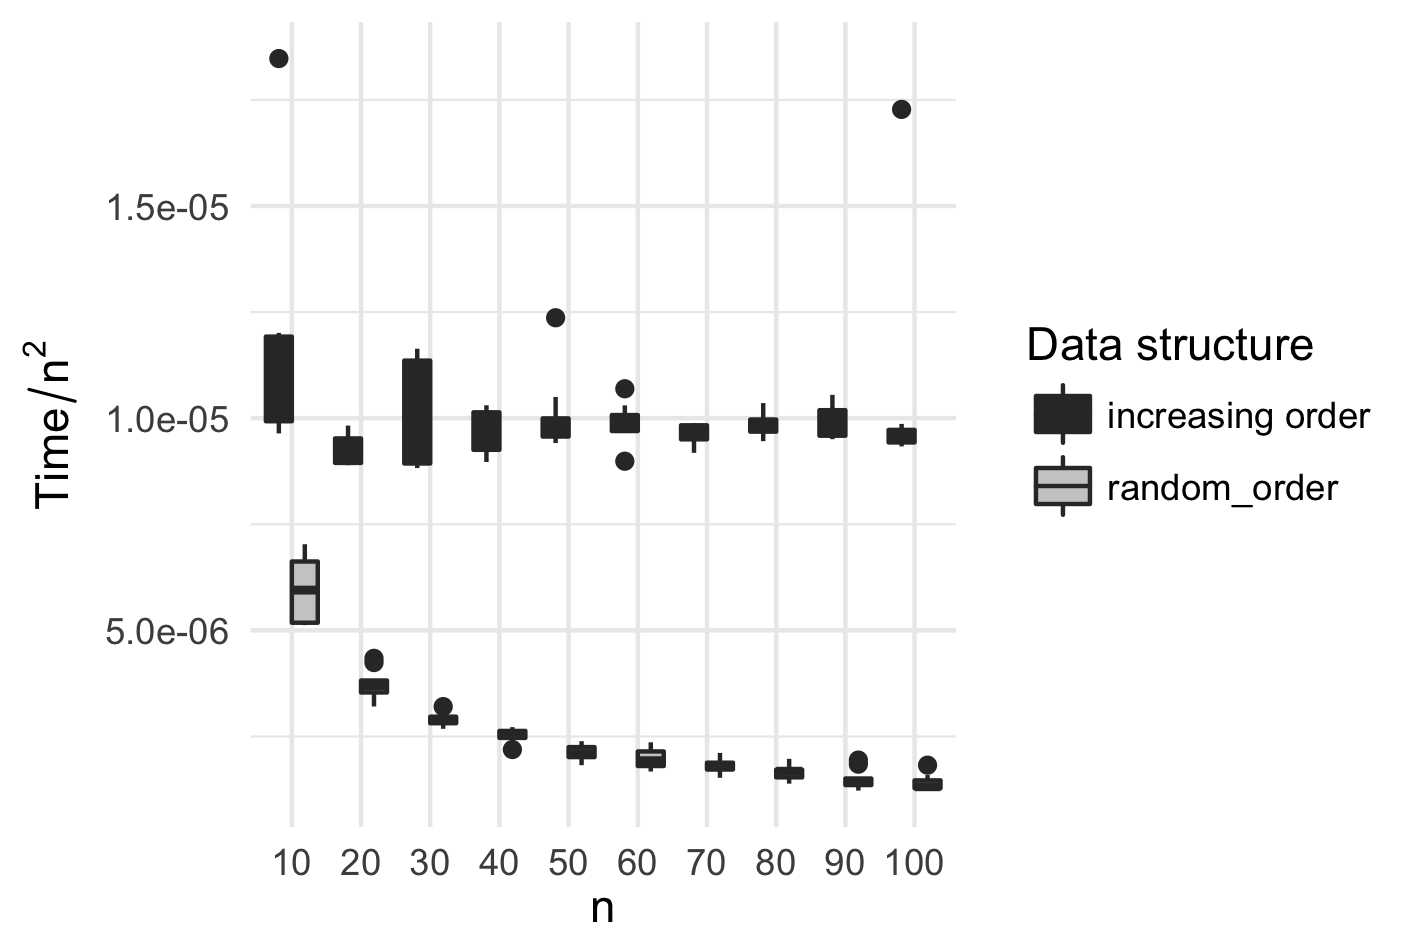 Time/n²
1.5e-05
1.0e-05
5.0e-06
10 20 30 40 50 60 70 80 90 100
n
Data structure
increasing order
random_order